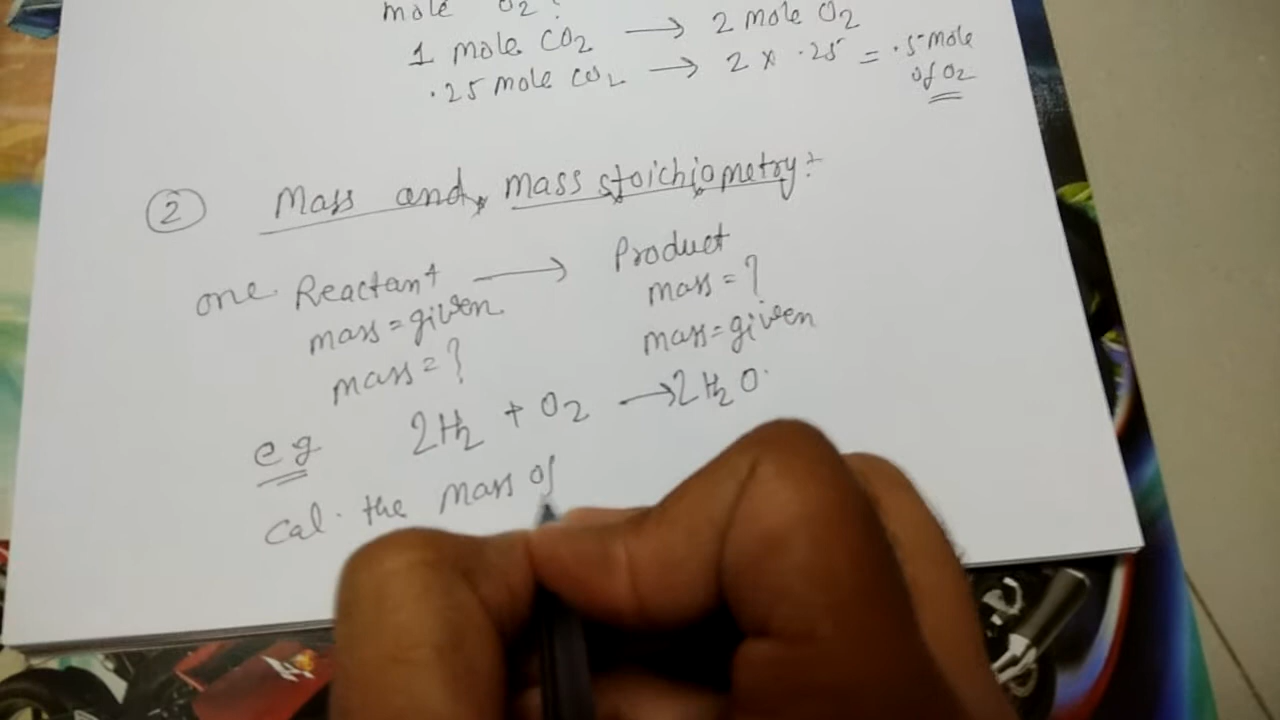 mole O2?
1 mole CO2 → 2 mole O2
.25 mole CO2 → 2 × .25 = .5 mole of O2
2 Mass and, mass stoichiometry:
one Reactant → Product
mass = given mass = ?
mass = ? mass = given
eg 2H2 + O2 → 2H2O.
Cal. the mass of